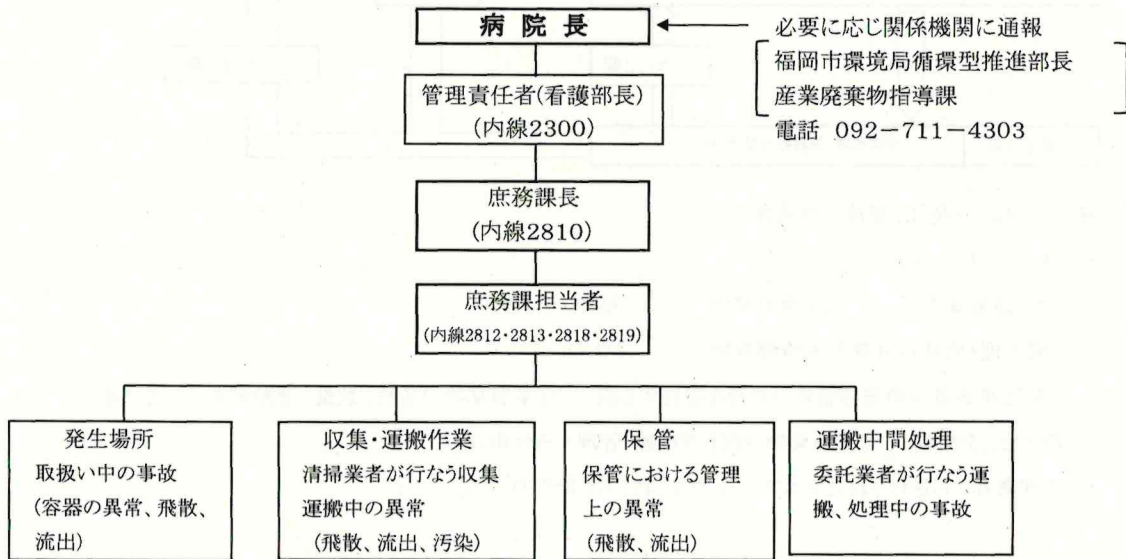 病 院 長
必要に応じ関係機関に通報
福岡市環境局循環型推進部長
産業廃棄物指導課
電話 092－711－4303
管理責任者(看護部長)
(内線2300)
庶務課長
(内線2810)
庶務課担当者
(内線2812・2813・2818・2819)
発生場所
取扱い中の事故
(容器の異常、飛散、
流出)
収集・運搬作業
清掃業者が行なう収集
運搬中の異常
(飛散、流出、汚染)
保 管
保管における管理
上の異常
(飛散、流出)
運搬中間処理
委託業者が行なう運
搬、処理中の事故